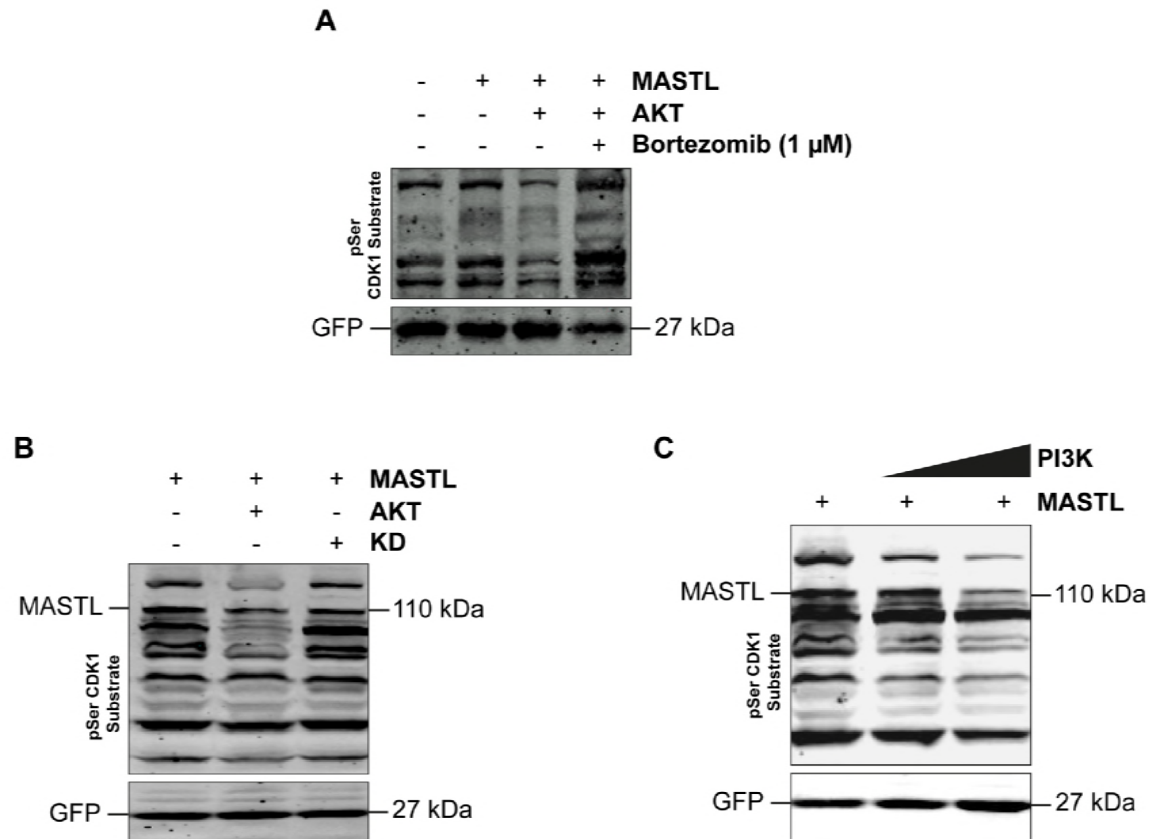 A
- + + + MASTL
- - + + AKT
- - - + Bortezomib (1 µM)
pSer
CDK1 Substrate
GFP 27 kDa
B
+ + + MASTL
- + - AKT
- - + KD
MASTL 110 kDa
pSer CDK1
Substrate
GFP 27 kDa
C
PI3K
+ + + MASTL
MASTL 110 kDa
pSer CDK1
Substrate
GFP 27 kDa